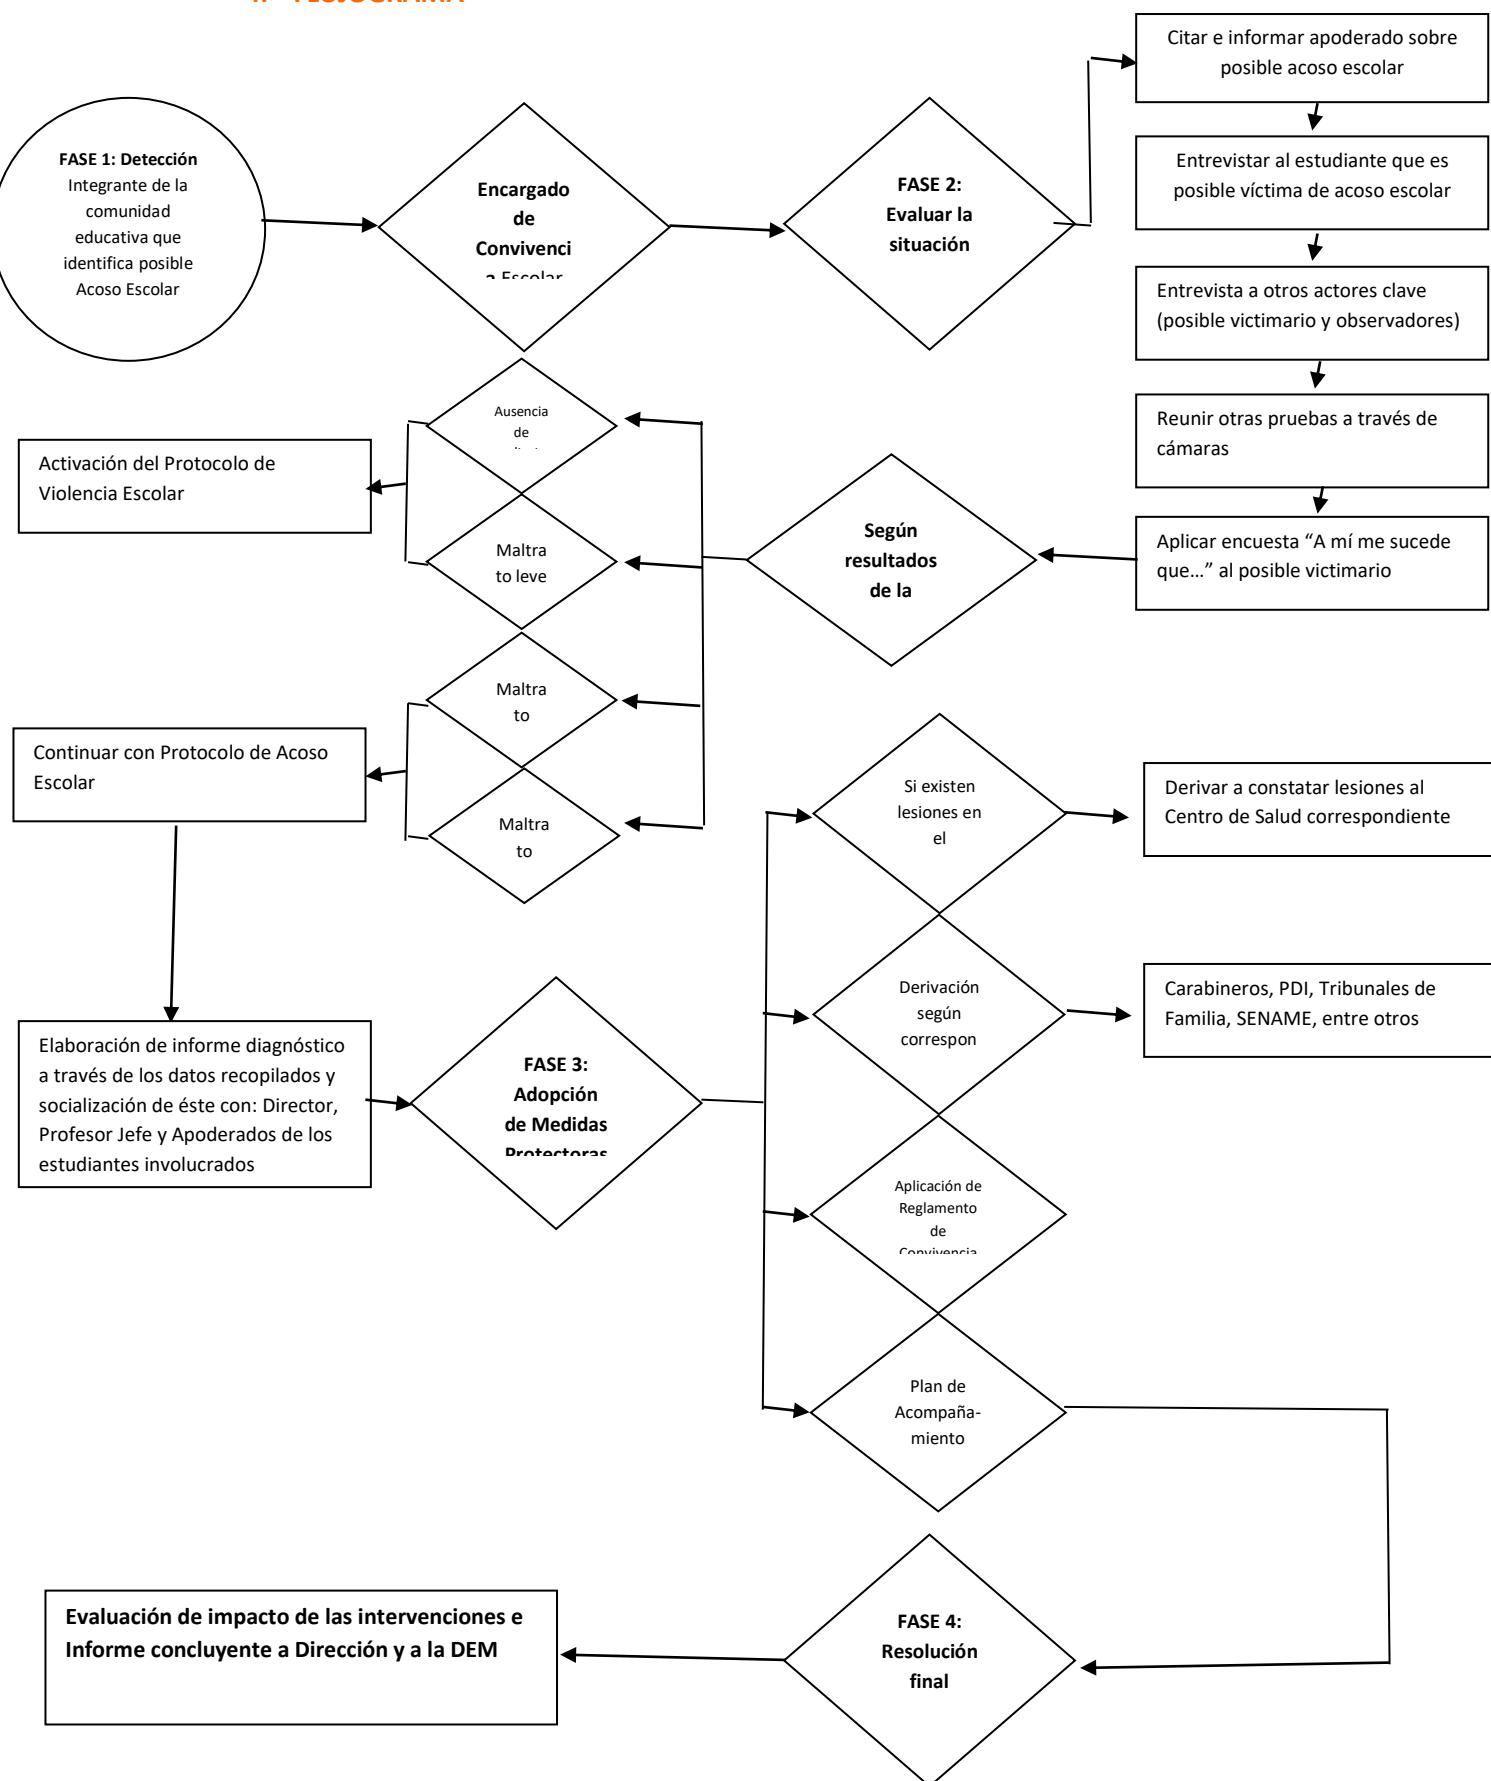 FLUJOGRAMA
FASE 1: Detección
Integrante de la
comunidad
educativa que
identifica posible
Acoso Escolar
Encargado
de
Convivenci
a Escolar
FASE 2:
Evaluar la
situación
Citar e informar apoderado sobre
posible acoso escolar
Entrevistar al estudiante que es
posible víctima de acoso escolar
Entrevista a otros actores clave
(posible victimario y observadores)
Reunir otras pruebas a través de
cámaras
Aplicar encuesta “A mí me sucede
que…” al posible victimario
Según
resultados
de la
Ausencia
de
Maltra
to leve
Maltra
to
Maltra
to
Activación del Protocolo de
Violencia Escolar
Continuar con Protocolo de Acoso
Escolar
Elaboración de informe diagnóstico
a través de los datos recopilados y
socialización de éste con: Director,
Profesor Jefe y Apoderados de los
estudiantes involucrados
FASE 3:
Adopción
de Medidas
Protectoras
Si existen
lesiones en
el
Derivar a constatar lesiones al
Centro de Salud correspondiente
Derivación
según
correspon
Carabineros, PDI, Tribunales de
Familia, SENAME, entre otros
Aplicación de
Reglamento
de
Convivencia
Plan de
Acompaña-
miento
FASE 4:
Resolución
final
Evaluación de impacto de las intervenciones e
Informe concluyente a Dirección y a la DEM